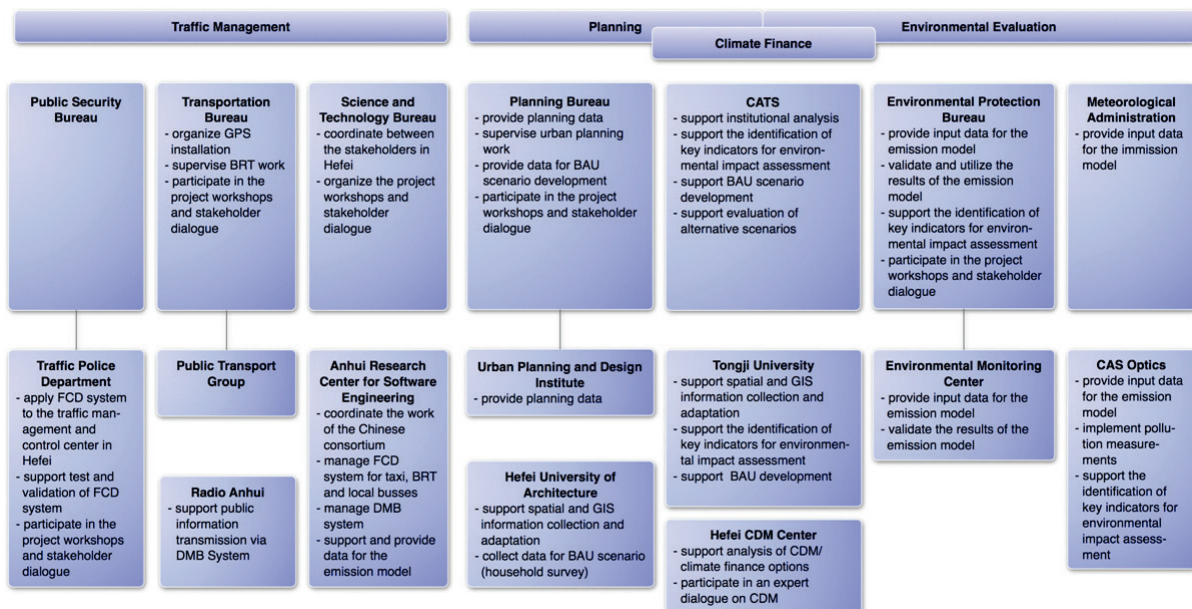 Traffic Management
Planning
Environmental Evaluation
Climate Finance
Public Security
Bureau
Transportation
Bureau
- organize GPS
installation
- supervise BRT work
- participate in the
project workshops
and stakeholder
dialogue
Science and
Technology Bureau
- coordinate between
the stakeholders in
Hefei
- organize the project
workshops and
stakeholder
dialogue
Planning Bureau
- provide planning data
- supervise urban planning
work
- provide data for BAU
scenario development
- participate in the project
workshops and stakeholder
dialogue
CATS
- support institutional analysis
- support the identification of
key indicators for environ-
mental impact assessment
- support BAU scenario
development
- support evaluation of
alternative scenarios
Environmental Protection
Bureau
- provide input data for the
emission model
- validate and utilize the
results of the emission
model
- support the identification of
key indicators for environ-
mental impact assessment
- participate in the project
workshops and stakeholder
dialogue
Meteorological
Administration
- provide input data
for the immission
model
Traffic Police
Department
- apply FCD system
to the traffic man-
agement and
control center in
Hefei
- support test and
validation of FCD
system
- participate in the
project workshops
and stakeholder
dialogue
Public Transport
Group
Radio Anhui
- support public
information
transmission via
DMB System
Anhui Research
Center for Software
Engineering
- coordinate the work
of the Chinese
consortium
- manage FCD
system for taxi, BRT
and local busses
- manage DMB
system
- support and provide
data for the
emission model
Urban Planning and Design
Institute
- provide planning data
Hefei University of
Architecture
- support spatial and GIS
information collection and
adaptation
- collect data for BAU scenario
(household survey)
Tongji University
- support spatial and GIS
information collection and
adaptation
- support the identification of
key indicators for environmen-
tal impact assessment
- support BAU development
Hefei CDM Center
- support analysis of CDM/
climate finance options
- participate in an expert
dialogue on CDM
Environmental Monitoring
Center
- provide input data for the
emission model
- validate the results of the
emission model
CAS Optics
- provide input data
for the emission
model
- implement pollu-
tion measure-
ments
- support the
identification of
key indicators for
environmental
impact assess-
ment